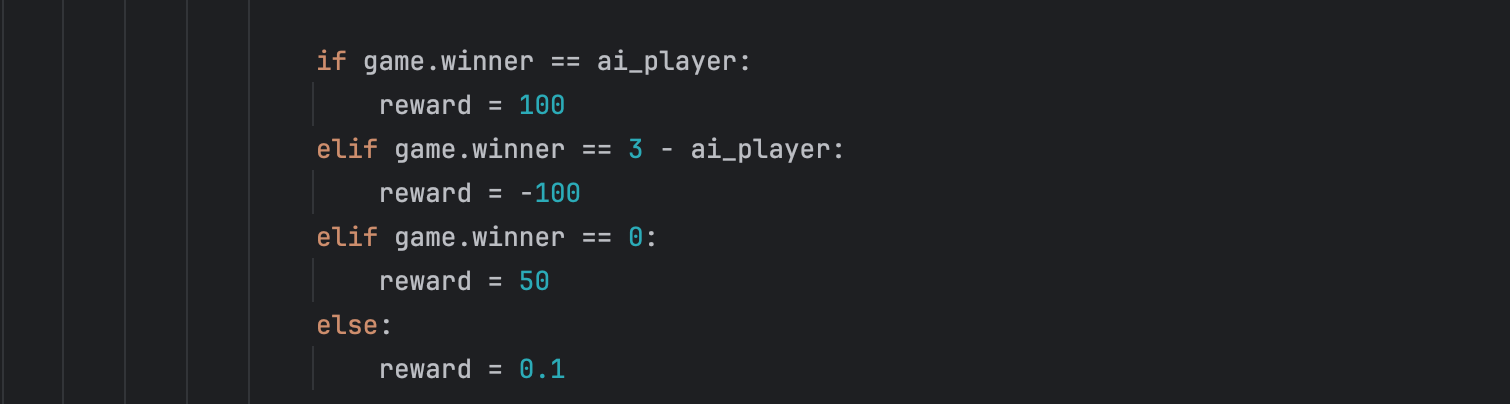 if game.winner == ai_player:
    reward = 100
elif game.winner == 3 - ai_player:
    reward = -100
elif game.winner == 0:
    reward = 50
else:
    reward = 0.1